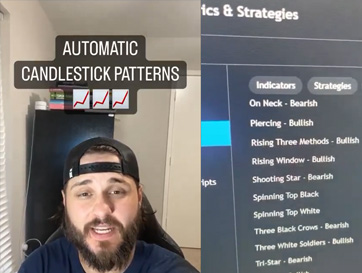 AUTOMATIC
CANDLESTICK PATTERNS
ics & Strategies
Indicators
Strategies
On Neck - Bearish
Piercing - Bullish
Rising Three Methods - Bullish
Rising Window - Bullish
Shooting Star - Bearish
Spinning Top Black
Spinning Top White
Three Black Crows - Bearish
Three White Soldiers - Bullish
Tri-Star - Bearish
ipts